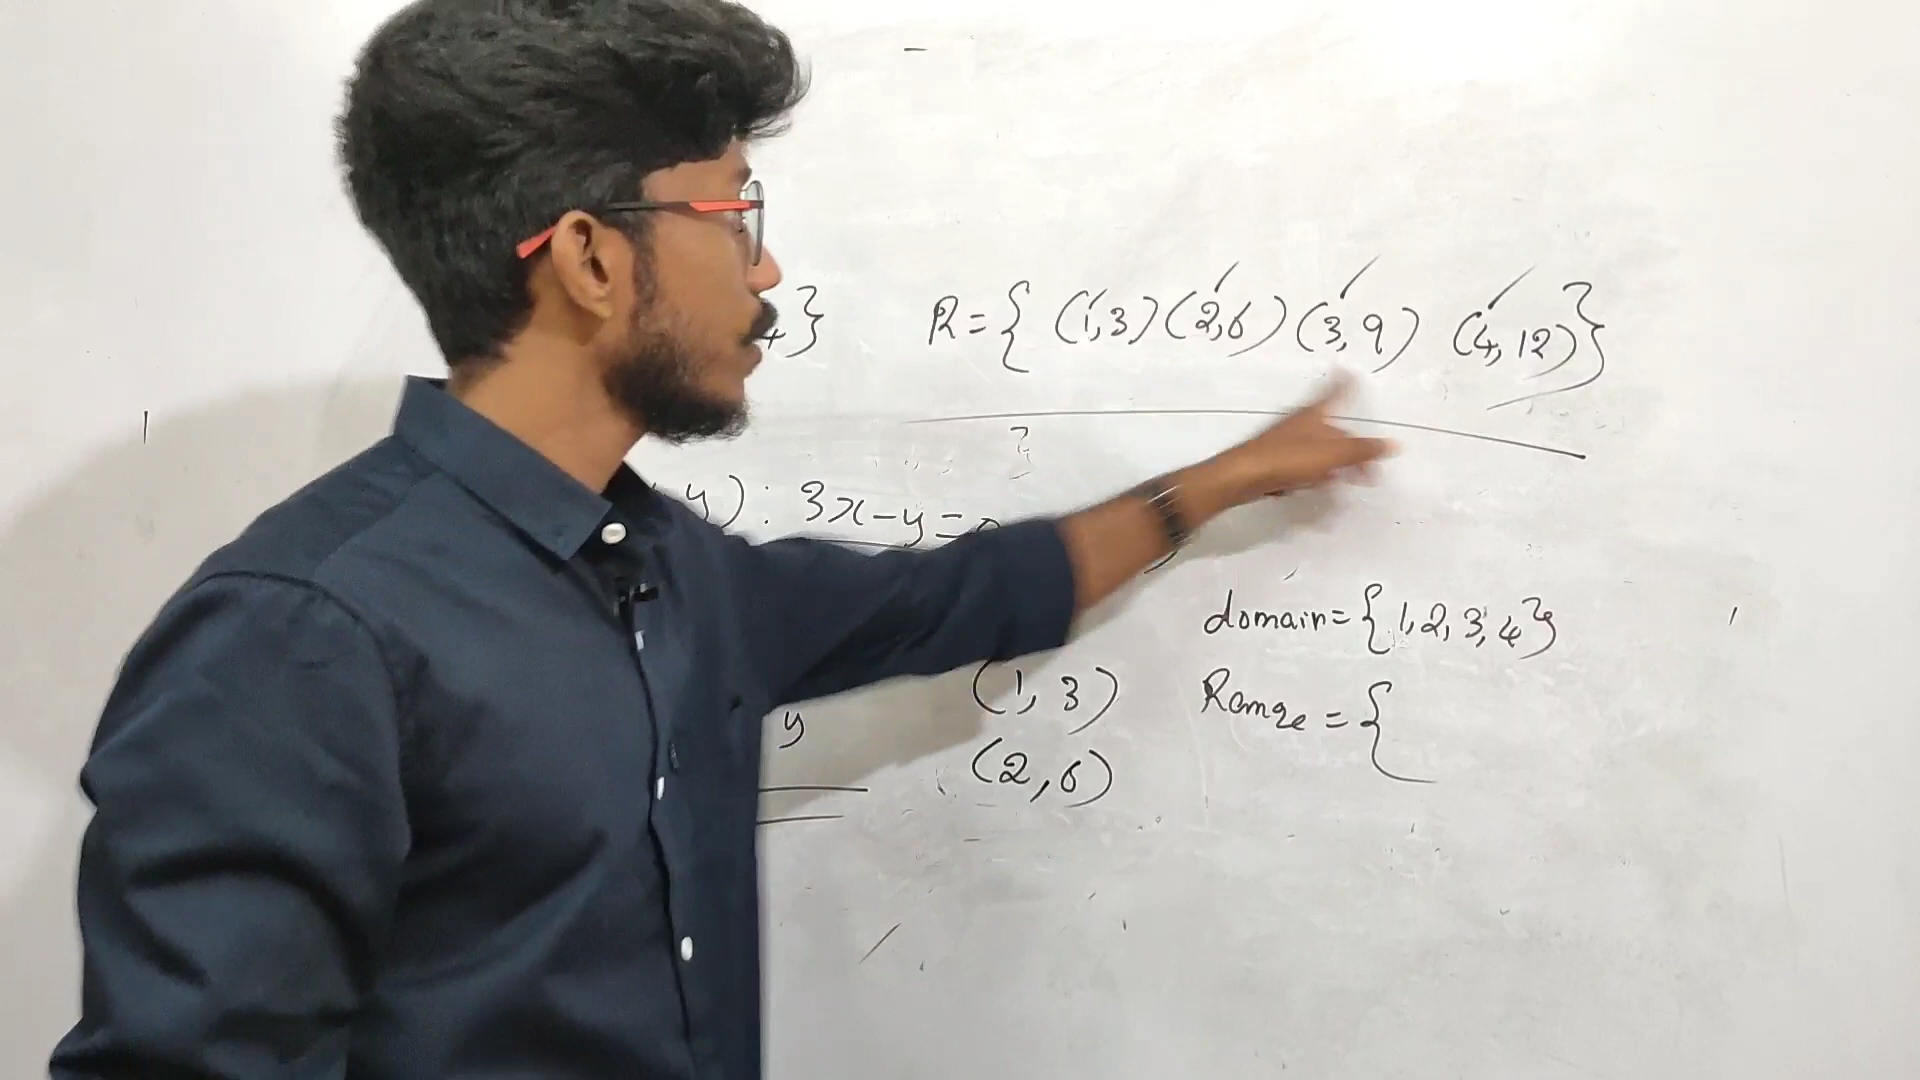 }
R = { (1,3) (2,6) (3,9) (4,12) }
y) : 3x - y = 0
domain = { 1, 2, 3, 4 }
(1, 3)
Range = {
y
(2, 6)